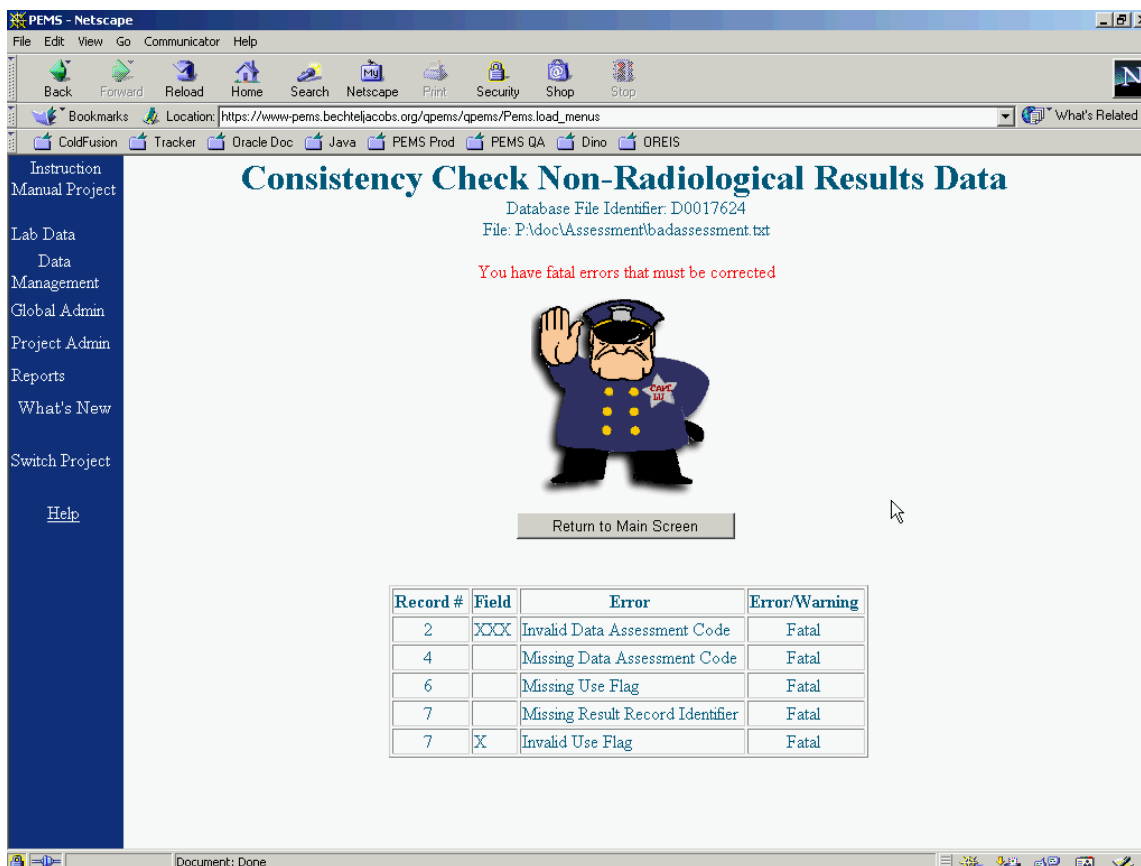 PEMS - Netscape
File Edit View Go Communicator Help
Back Forward Reload Home Search Netscape Print Security Shop Stop
My
N
Bookmarks Location: https://www-pems.bechteljacobs.org/qpems/qpems/Pems.load_menus What's Related
ColdFusion Tracker Oracle Doc Java PEMS Prod PEMS QA Dino OREIS
Instruction
Manual Project
Lab Data
Data
Management
Global Admin
Project Admin
Reports
What's New
Switch Project
Help
Consistency Check Non-Radiological Results Data
Database File Identifier: D0017624
File: P:\doc\Assessment\badassessment.txt
You have fatal errors that must be corrected
CAPT.
LU
Return to Main Screen
Record # Field Error Error/Warning
2 XXX Invalid Data Assessment Code Fatal
4 Missing Data Assessment Code Fatal
6 Missing Use Flag Fatal
7 Missing Result Record Identifier Fatal
7 X Invalid Use Flag Fatal
Document: Done